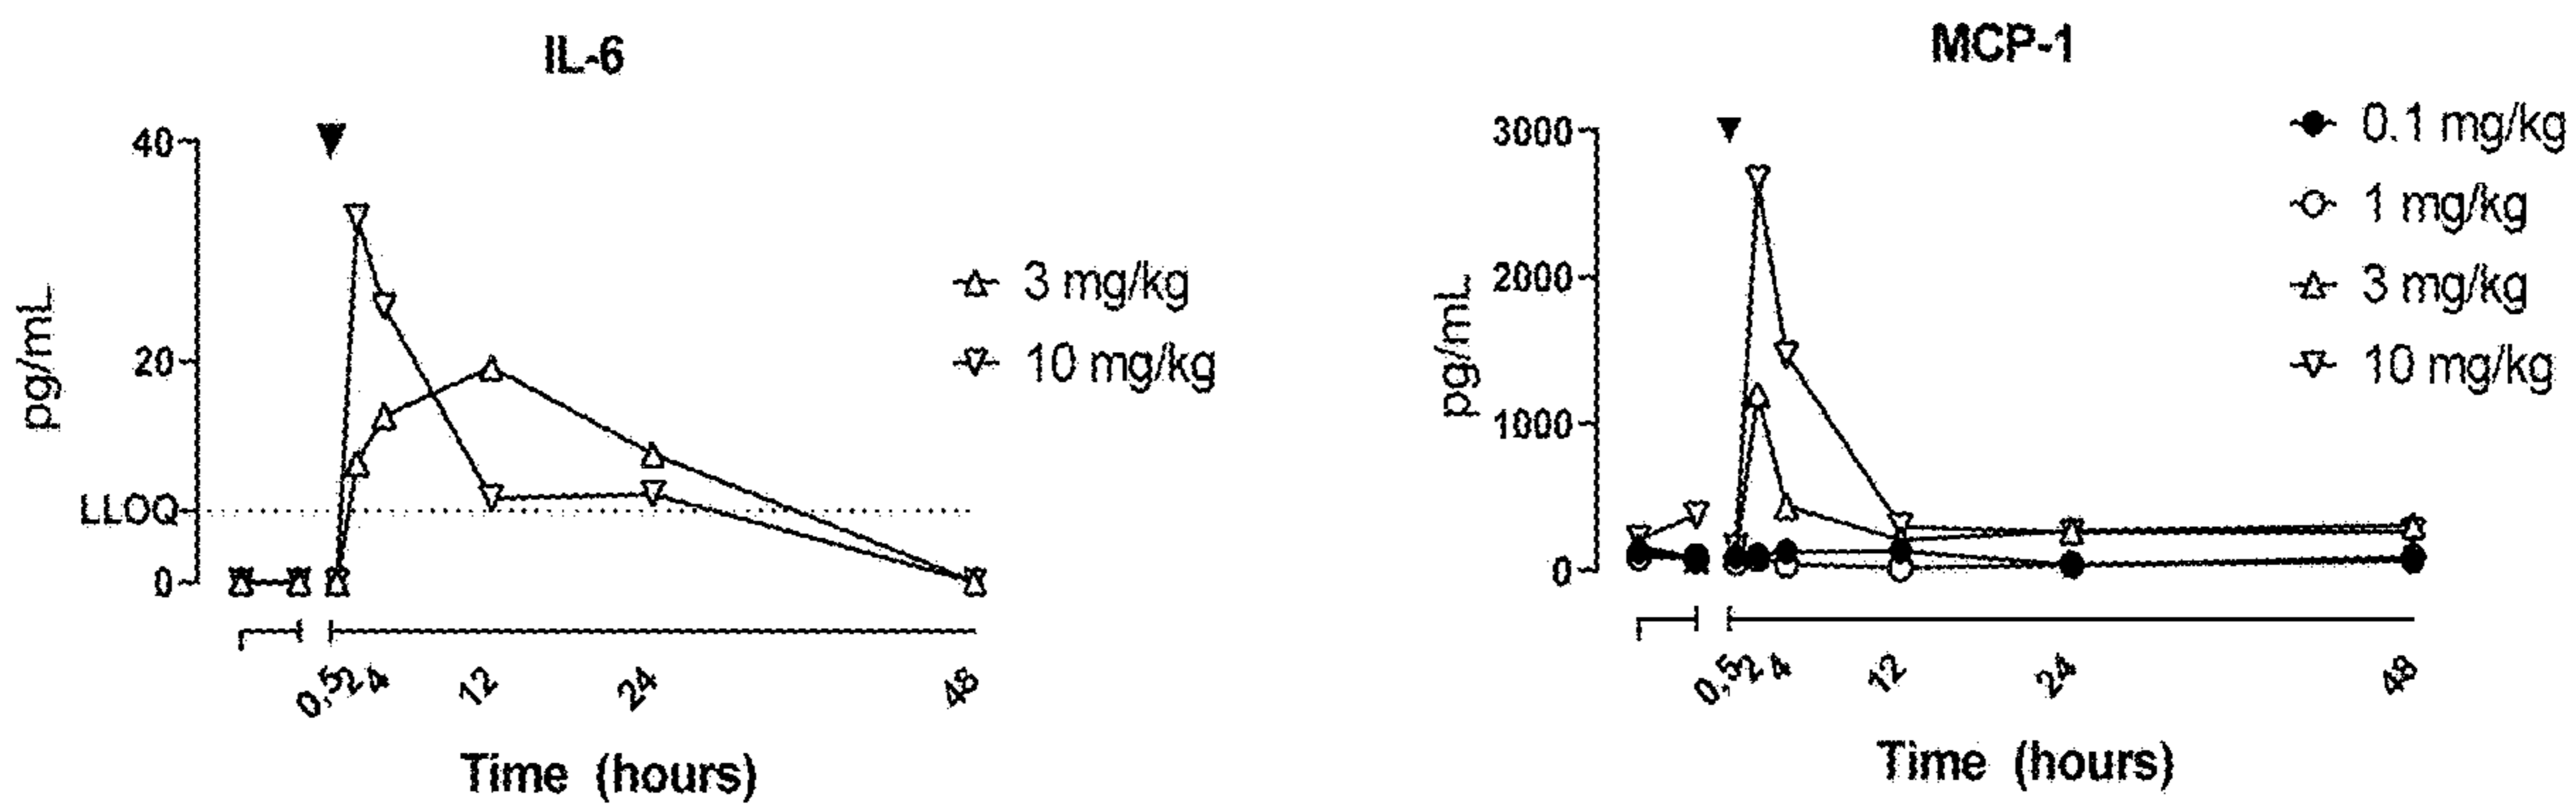 IL-6
40
20
LLOQ
0
pg/mL
3 mg/kg
10 mg/kg
0,5 2 4 12 24 48
Time (hours)
MCP-1
3000
2000
1000
0
pg/mL
0.1 mg/kg
1 mg/kg
3 mg/kg
10 mg/kg
0,5 2 4 12 24 48
Time (hours)